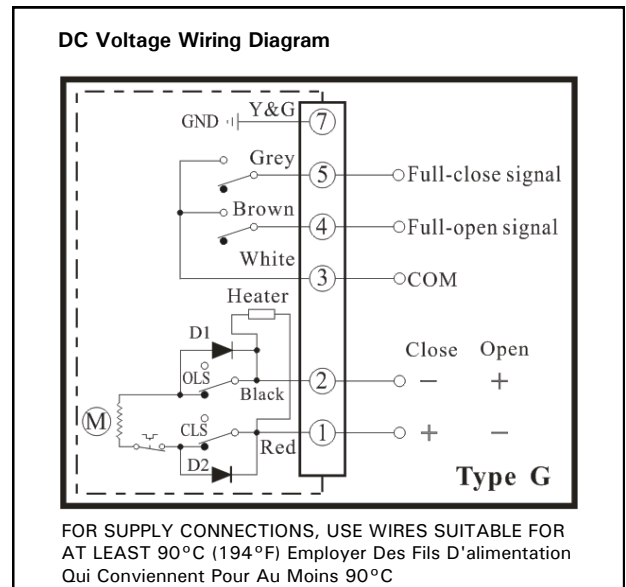 DC Voltage Wiring Diagram
GND Y&G 7
Grey 5 Full-close signal
Brown 4 Full-open signal
White 3 COM
Heater
D1
Close Open
OLS Black 2 − +
M CLS Red 1 + −
D2
Type G
FOR SUPPLY CONNECTIONS, USE WIRES SUITABLE FOR
AT LEAST 90°C (194°F) Employer Des Fils D'alimentation
Qui Conviennent Pour Au Moins 90°C